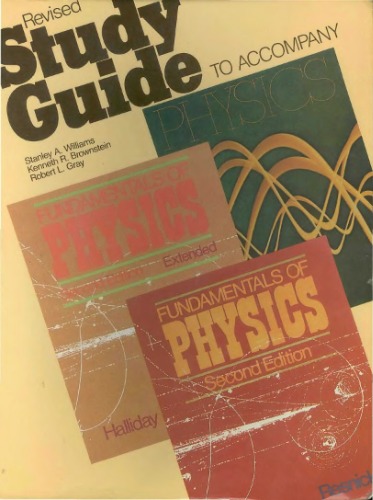 Revised
Study
Guide
TO ACCOMPANY
Stanley A. Williams
Kenneth R. Brownstein
Robert L. Gray
PHYSICS
FUNDAMENTALS OF
PHYSICS
Extended
FUNDAMENTALS OF
PHYSICS
Second Edition
Halliday
Resnick